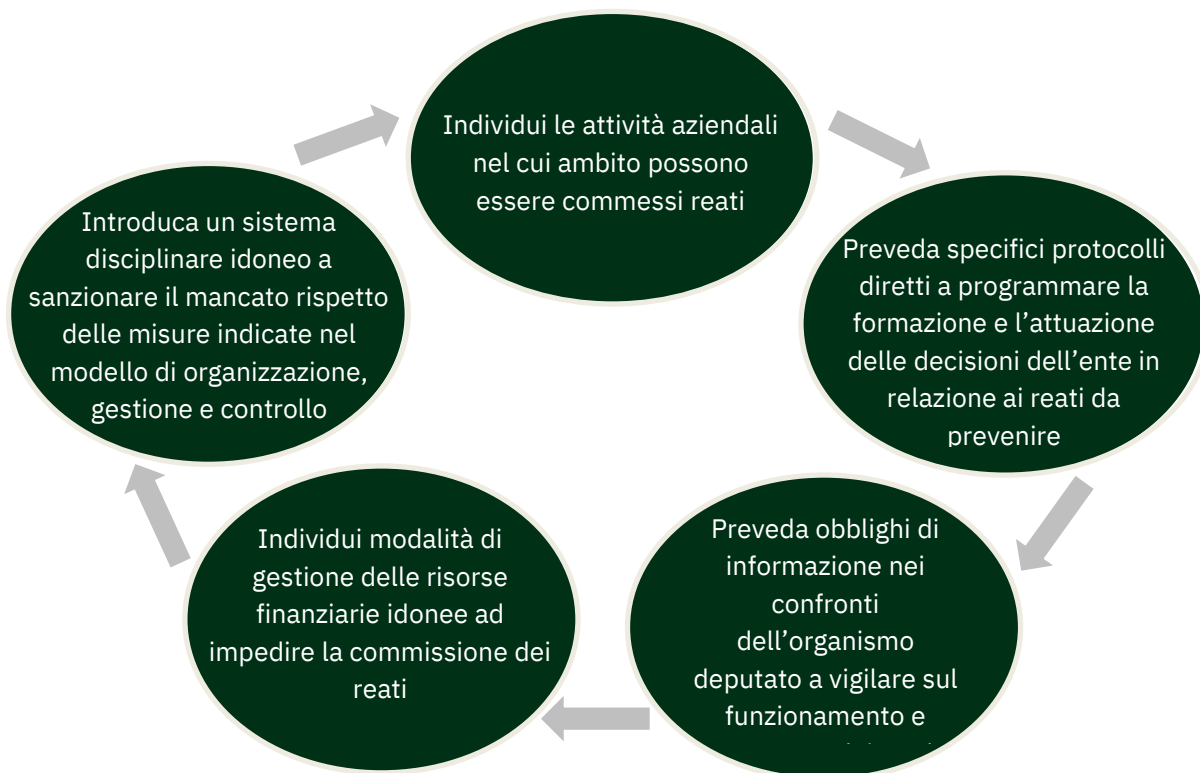 Individui le attività aziendali
nel cui ambito possono
essere commessi reati
Preveda specifici protocolli
diretti a programmare la
formazione e l’attuazione
delle decisioni dell’ente in
relazione ai reati da
prevenire
Preveda obblighi di
informazione nei
confronti
dell’organismo
deputato a vigilare sul
funzionamento e
Individui modalità di
gestione delle risorse
finanziarie idonee ad
impedire la commissione dei
reati
Introduca un sistema
disciplinare idoneo a
sanzionare il mancato rispetto
delle misure indicate nel
modello di organizzazione,
gestione e controllo